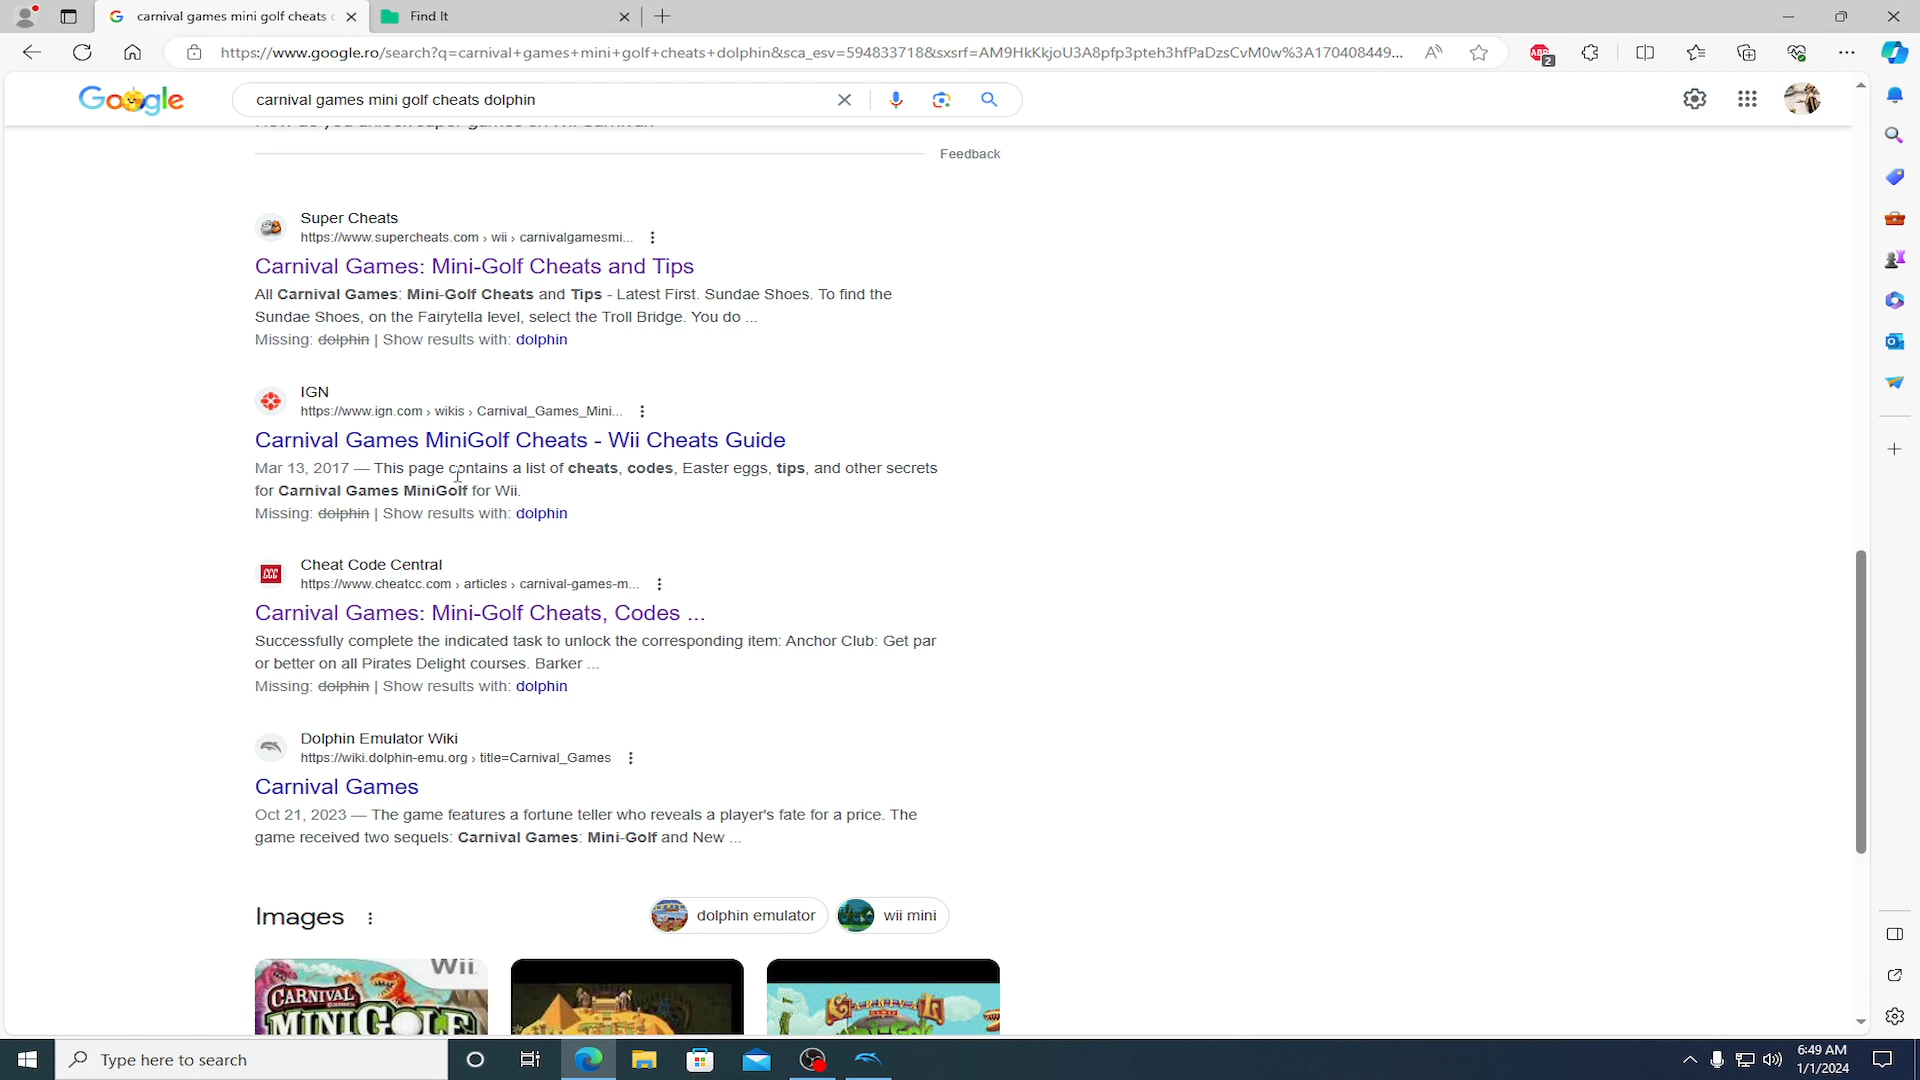 carnival games mini golf cheats
Find It
https://www.google.ro/search?q=carnival+games+mini+golf+cheats+dolphin&sca_esv=594833718&sxsrf=AM9HkKkjoU3A8pfp3pteh3hfPaDzsCvM0w%3A170408449...
ABP 2
Google
carnival games mini golf cheats dolphin
Feedback
Super Cheats
https://www.supercheats.com › wii › carnivalgamesmi...
Carnival Games: Mini-Golf Cheats and Tips
All Carnival Games: Mini-Golf Cheats and Tips - Latest First. Sundae Shoes. To find the
Sundae Shoes, on the Fairytella level, select the Troll Bridge. You do ...
Missing: dolphin | Show results with: dolphin
IGN
https://www.ign.com › wikis › Carnival_Games_Mini...
Carnival Games MiniGolf Cheats - Wii Cheats Guide
Mar 13, 2017 — This page contains a list of cheats, codes, Easter eggs, tips, and other secrets
for Carnival Games MiniGolf for Wii.
Missing: dolphin | Show results with: dolphin
CCC
Cheat Code Central
https://www.cheatcc.com › articles › carnival-games-m...
Carnival Games: Mini-Golf Cheats, Codes ...
Successfully complete the indicated task to unlock the corresponding item: Anchor Club: Get par
or better on all Pirates Delight courses. Barker ...
Missing: dolphin | Show results with: dolphin
Dolphin Emulator Wiki
https://wiki.dolphin-emu.org › title=Carnival_Games
Carnival Games
Oct 21, 2023 — The game features a fortune teller who reveals a player's fate for a price. The
game received two sequels: Carnival Games: Mini-Golf and New ...
Images
dolphin emulator
wii mini
Wii
CARNIVAL
GAMES
MINIGOLF
Type here to search
6:49 AM
1/1/2024